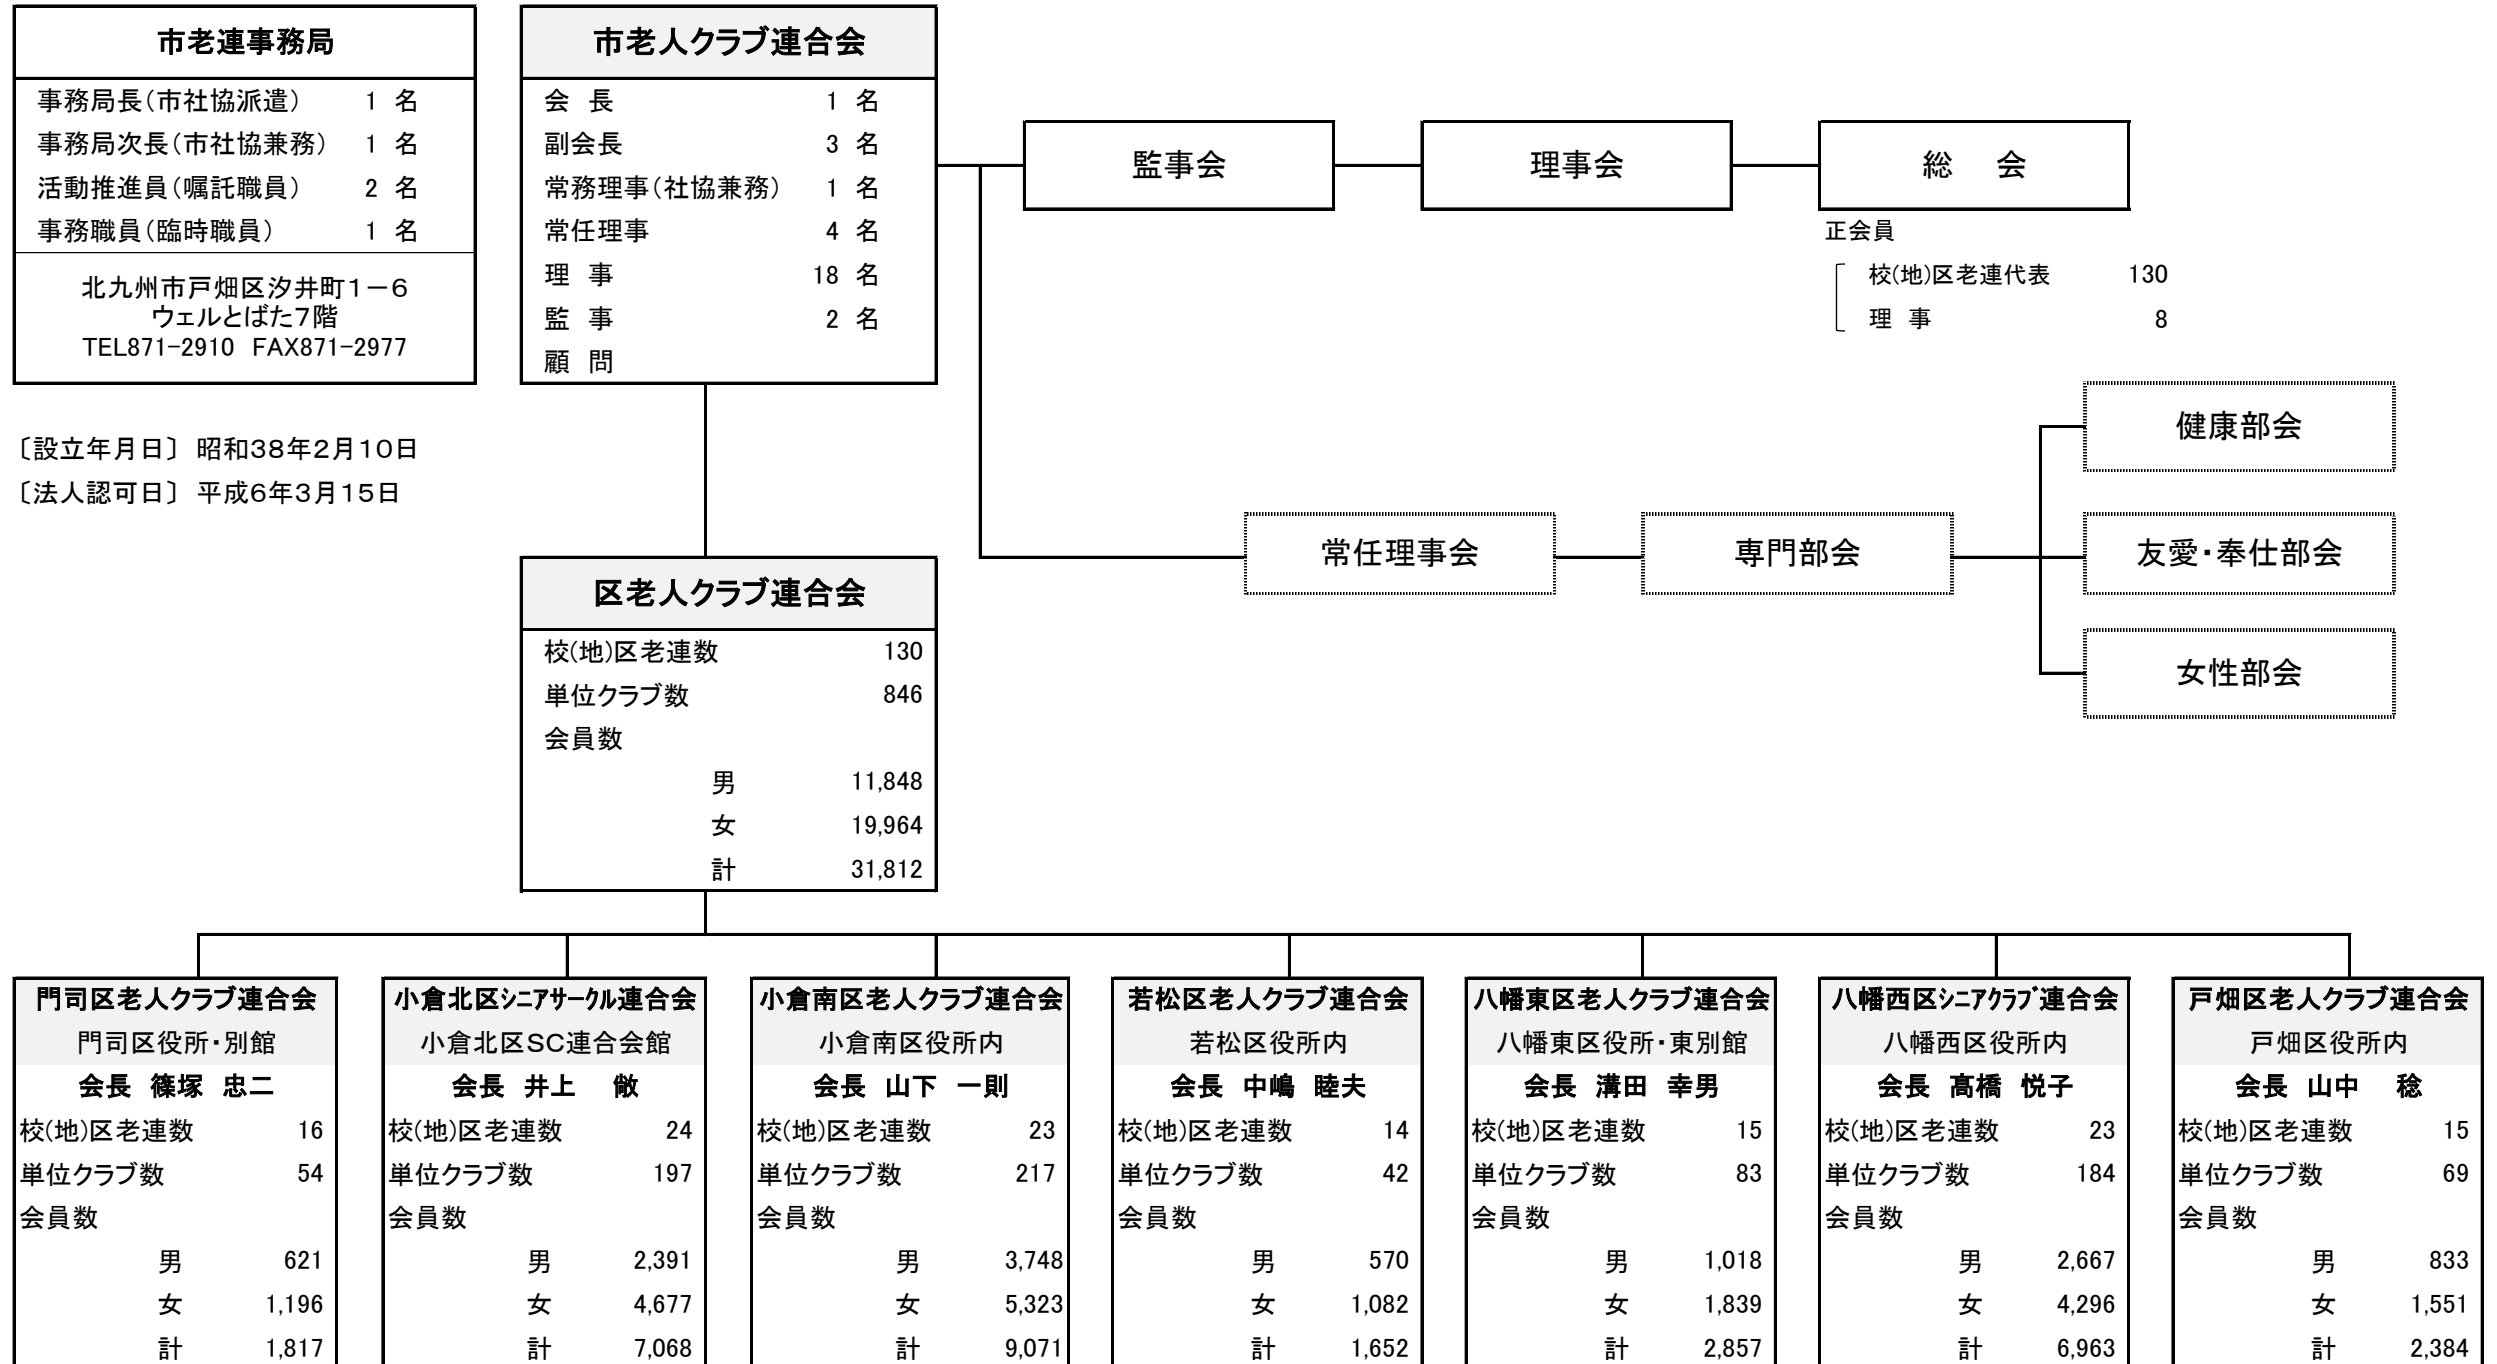 市老連事務局
事務局長（市社協派遣） 1 名
事務局次長（市社協兼務） 1 名
活動推進員（嘱託職員） 2 名
事務職員（臨時職員） 1 名
北九州市戸畑区汐井町１－６
ウェルとばた７階
TEL871-2910 FAX871-2977
〔設立年月日〕 昭和38年2月10日
〔法人認可日〕 平成6年3月15日
市老人クラブ連合会
会 長 1 名
副会長 3 名
常務理事（社協兼務） 1 名
常任理事 4 名
理 事 18 名
監 事 2 名
顧 問
監事会
理事会
総 会
正会員
校(地)区老連代表 130
理 事 8
常任理事会
専門部会
健康部会
友愛・奉仕部会
女性部会
区老人クラブ連合会
校(地)区老連数 130
単位クラブ数 846
会員数
男 11,848
女 19,964
計 31,812
門司区老人クラブ連合会
門司区役所・別館
会長 篠塚 忠二
校(地)区老連数 16
単位クラブ数 54
会員数
男 621
女 1,196
計 1,817
小倉北区ｼﾆｱｻｰｸﾙ連合会
小倉北区SC連合会館
会長 井上 敞
校(地)区老連数 24
単位クラブ数 197
会員数
男 2,391
女 4,677
計 7,068
小倉南区老人クラブ連合会
小倉南区役所内
会長 山下 一則
校(地)区老連数 23
単位クラブ数 217
会員数
男 3,748
女 5,323
計 9,071
若松区老人クラブ連合会
若松区役所内
会長 中嶋 睦夫
校(地)区老連数 14
単位クラブ数 42
会員数
男 570
女 1,082
計 1,652
八幡東区老人クラブ連合会
八幡東区役所・東別館
会長 溝田 幸男
校(地)区老連数 15
単位クラブ数 83
会員数
男 1,018
女 1,839
計 2,857
八幡西区ｼﾆｱｸﾗﾌﾞ連合会
八幡西区役所内
会長 髙橋 悦子
校(地)区老連数 23
単位クラブ数 184
会員数
男 2,667
女 4,296
計 6,963
戸畑区老人クラブ連合会
戸畑区役所内
会長 山中 稔
校(地)区老連数 15
単位クラブ数 69
会員数
男 833
女 1,551
計 2,384